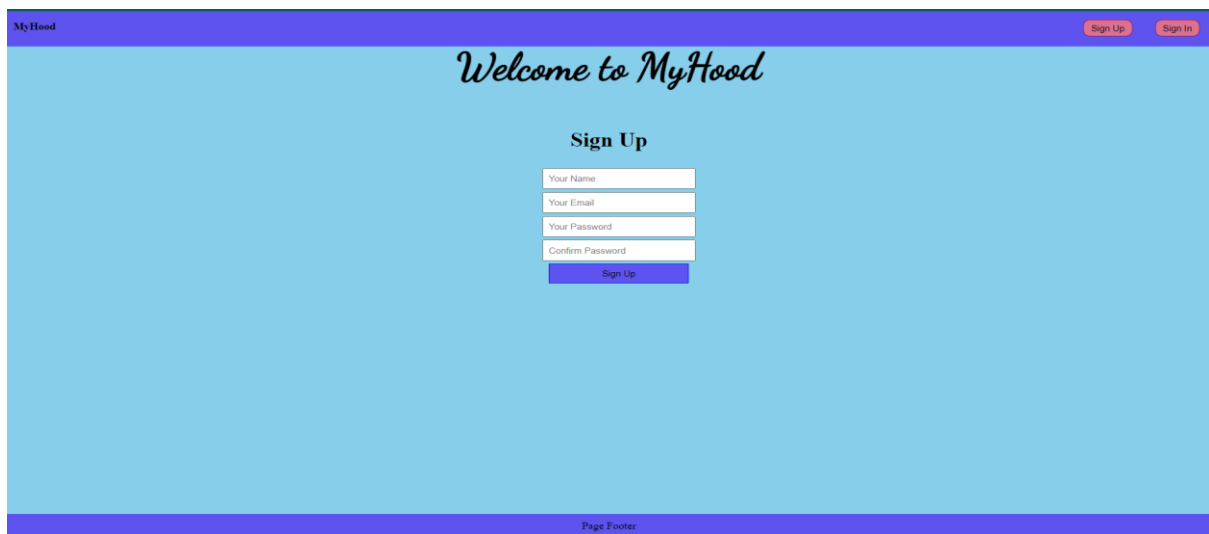 MyHood Sign Up Sign In
Welcome to MyHood
Sign Up
Your Name
Your Email
Your Password
Confirm Password
Sign Up
Page Footer